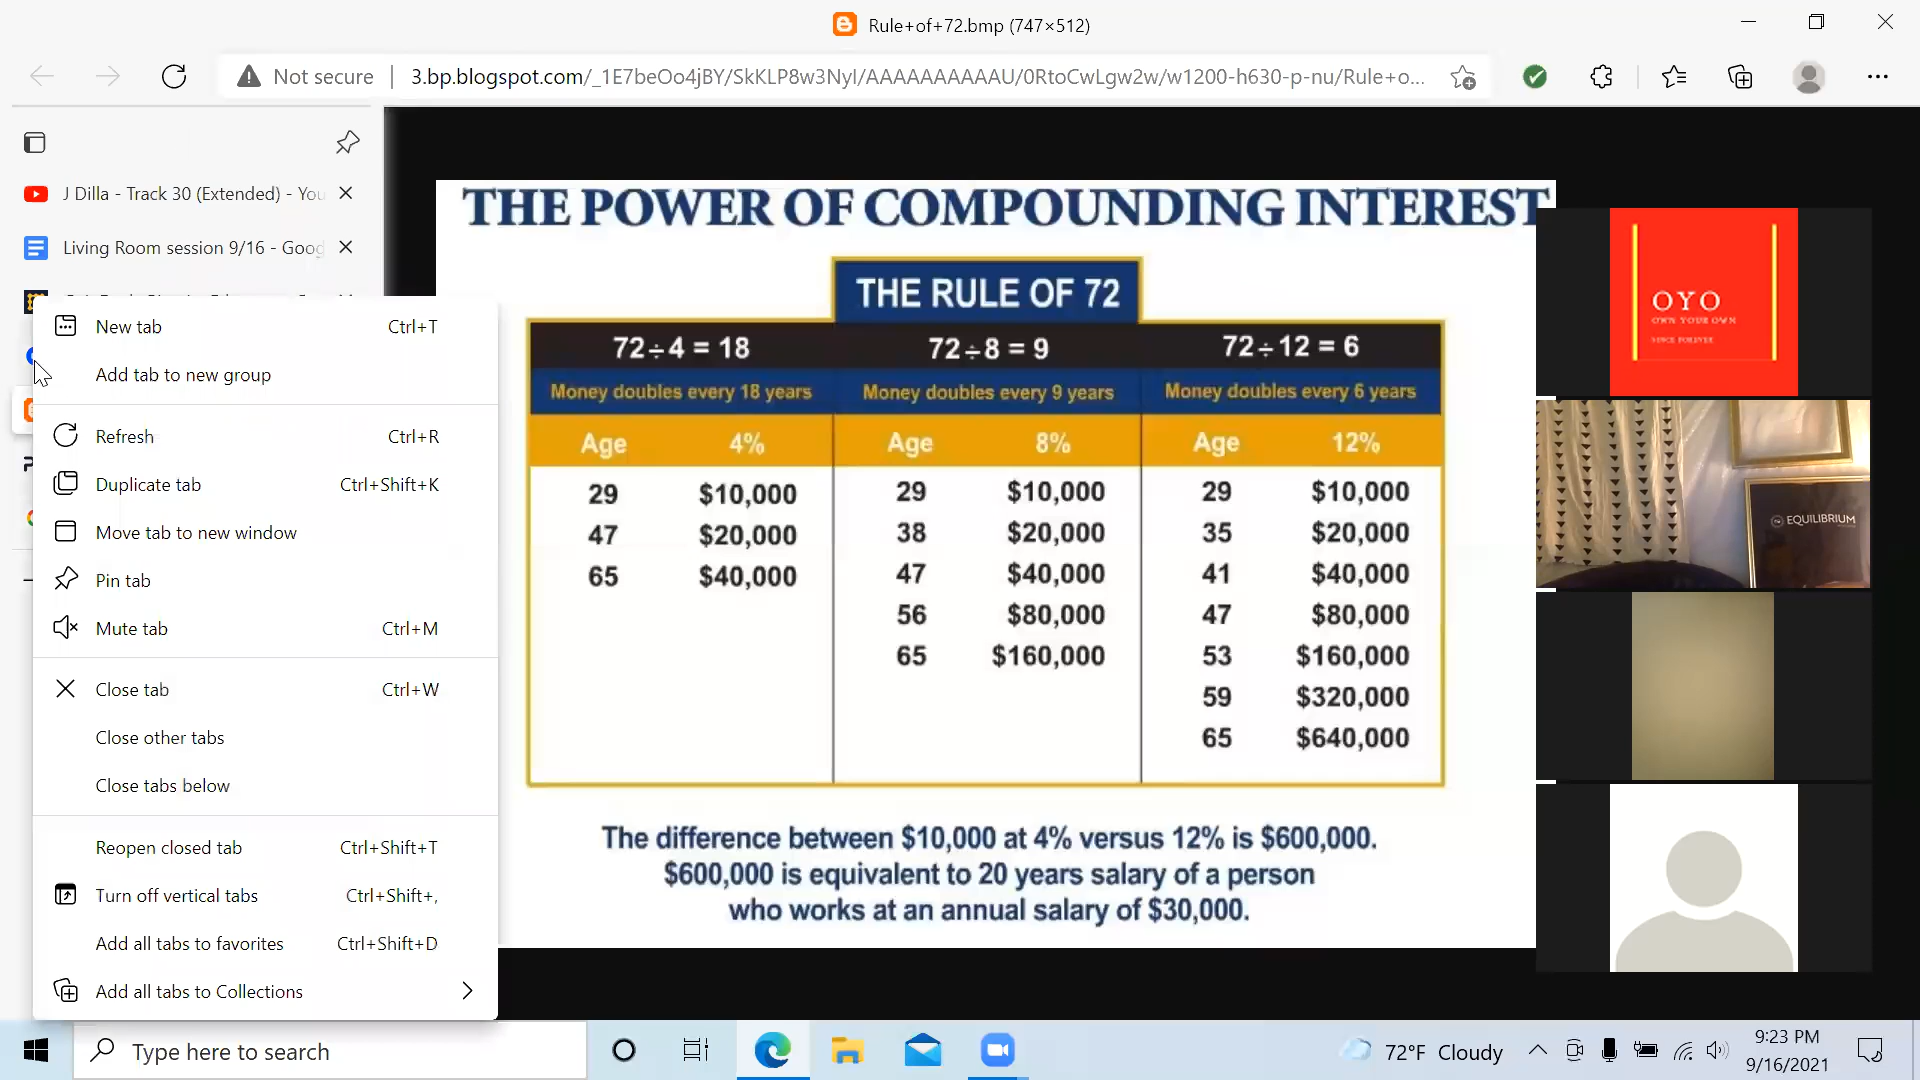 Rule+of+72.bmp (747×512)
Not secure
3.bp.blogspot.com/_1E7beOo4jBY/SkKLP8w3NyI/AAAAAAAAAAU/0RtoCwLgw2w/w1200-h630-p-nu/Rule+o...
J Dilla - Track 30 (Extended) - You
Living Room session 9/16 - Goog
New tab Ctrl+T
Add tab to new group
Refresh Ctrl+R
Duplicate tab Ctrl+Shift+K
Move tab to new window
Pin tab
Mute tab Ctrl+M
Close tab Ctrl+W
Close other tabs
Close tabs below
Reopen closed tab Ctrl+Shift+T
Turn off vertical tabs Ctrl+Shift+,
Add all tabs to favorites Ctrl+Shift+D
Add all tabs to Collections
THE POWER OF COMPOUNDING INTEREST
THE RULE OF 72
72÷4 = 18 72÷8 = 9 72÷12 = 6
Money doubles every 18 years Money doubles every 9 years Money doubles every 6 years
Age 4% Age 8% Age 12%
29 $10,000 29 $10,000 29 $10,000
47 $20,000 38 $20,000 35 $20,000
65 $40,000 47 $40,000 41 $40,000
56 $80,000 47 $80,000
65 $160,000 53 $160,000
59 $320,000
65 $640,000
The difference between $10,000 at 4% versus 12% is $600,000.
$600,000 is equivalent to 20 years salary of a person
who works at an annual salary of $30,000.
OYO
OWN YOUR OWN
SINCE FOREVER
EQUILIBRIUM
Type here to search
72°F Cloudy
9:23 PM
9/16/2021